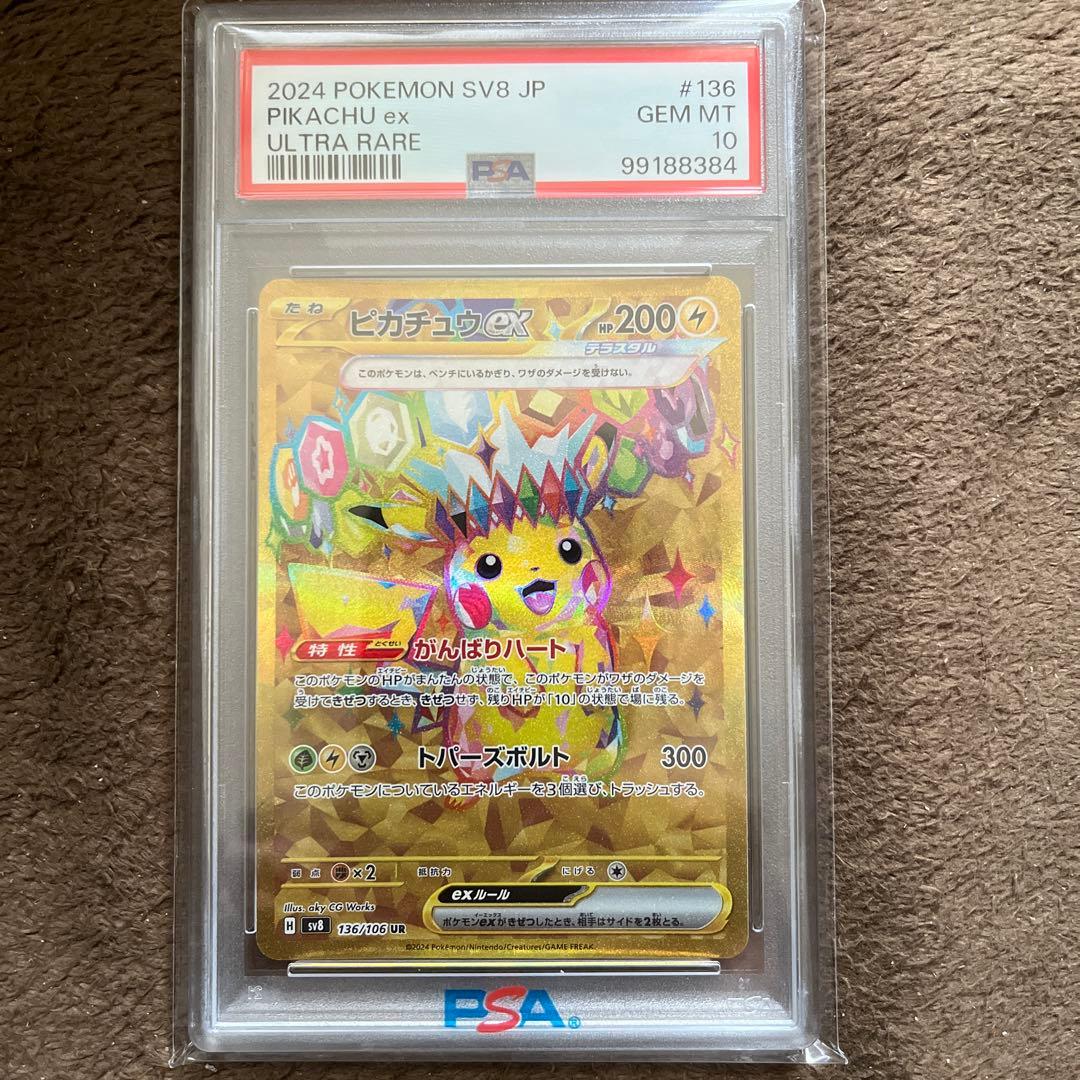 2024 POKEMON SV8 JP #136
PIKACHU ex GEM MT
ULTRA RARE 10
PSA 99188384
たね ピカチュウex HP200
テラスタル
このポケモンは、ベンチにいるかぎり、ワザのダメージを受けない。
特性 とくせい がんばりハート
このポケモンのHPがまんたんの状態で、このポケモンがワザのダメージを
受けてきぜつするとき、きぜつせず、残りHPが「10」の状態で場に残る。
トパーズボルト 300
このポケモンについているエネルギーを3個選び、トラッシュする。
弱点 ×2 抵抗力 にげる
exルール
ポケモンexがきぜつしたとき、相手はサイドを2枚とる。
Illus. aky CG Works
H sv8 136/106 UR
©2024 Pokémon/Nintendo/Creatures/GAME FREAK.
PSA®